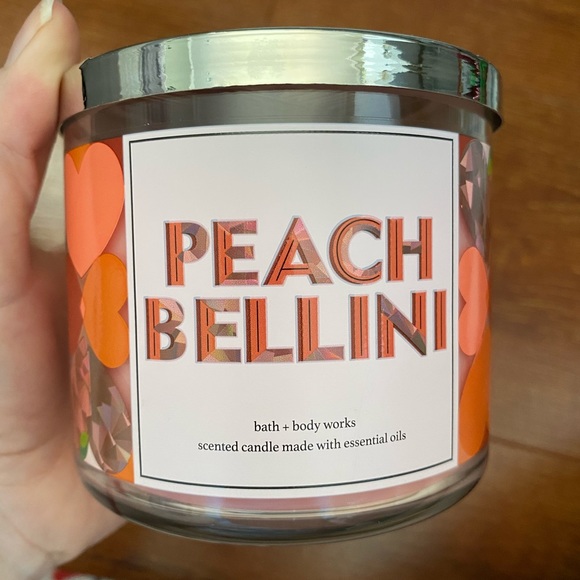 PEACH
BELLINI
bath + body works
scented candle made with essential oils